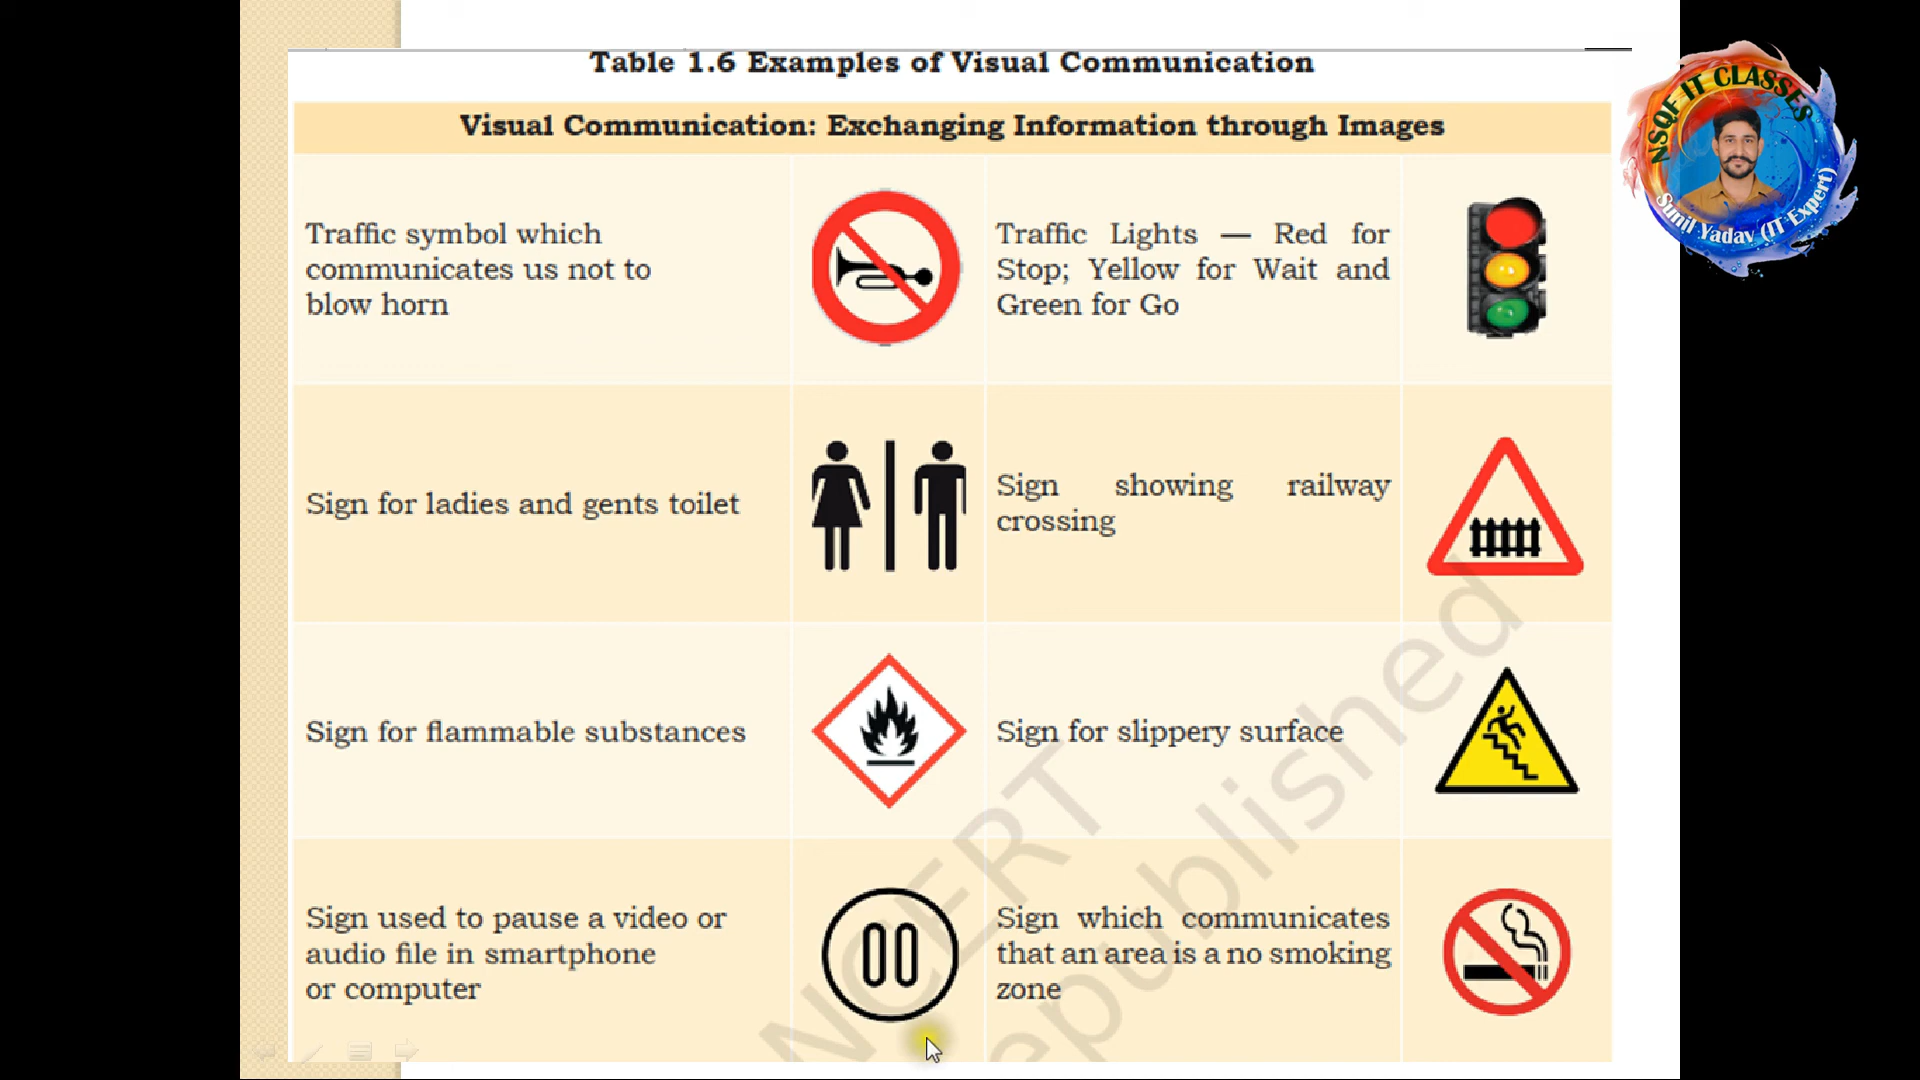 Table 1.6 Examples of Visual Communication
Visual Communication: Exchanging Information through Images
Traffic symbol which
communicates us not to
blow horn
Traffic Lights — Red for
Stop; Yellow for Wait and
Green for Go
Sign for ladies and gents toilet
Sign showing railway
crossing
Sign for flammable substances
Sign for slippery surface
Sign used to pause a video or
audio file in smartphone
or computer
Sign which communicates
that an area is a no smoking
zone
NCERT
republished
NSQF IT CLASSES
Sunil Yadav (IT Expert)